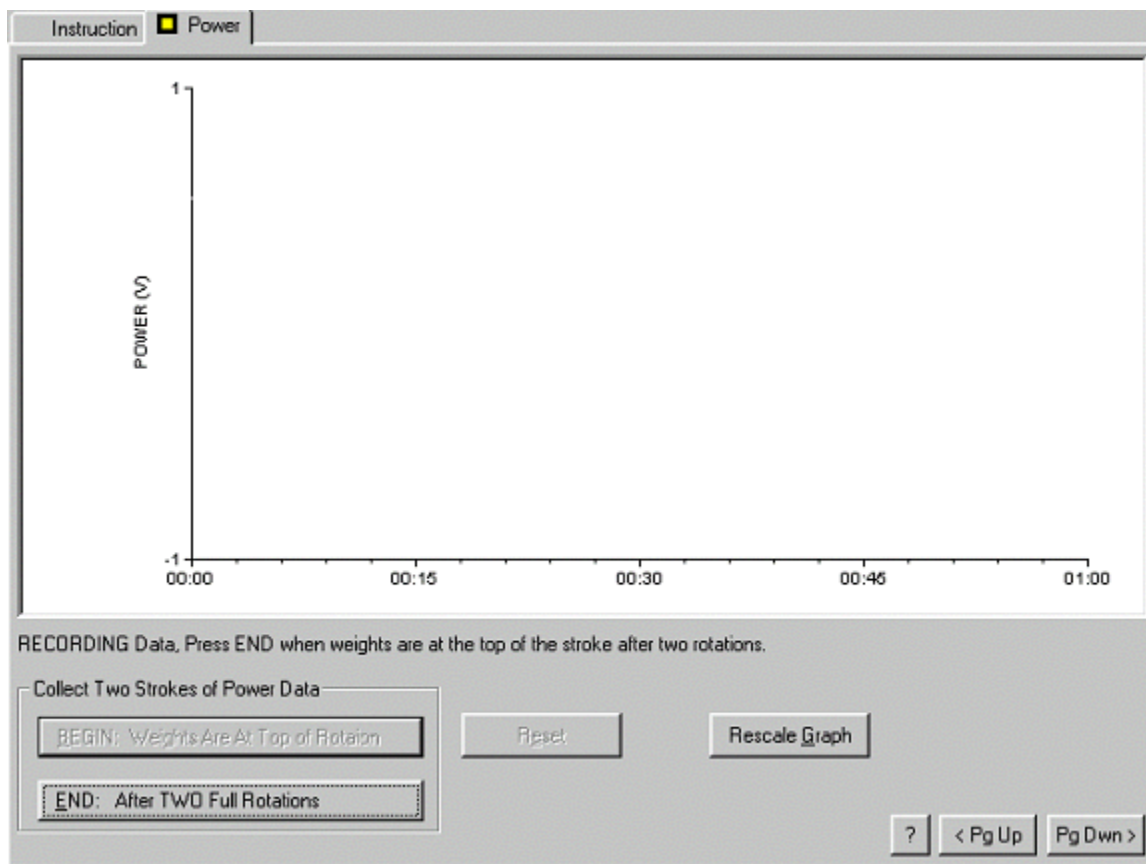 Instruction
Power
1
POWER (V)
-1
00:00 00:15 00:30 00:45 01:00
RECORDING Data, Press END when weights are at the top of the stroke after two rotations.
Collect Two Strokes of Power Data
BEGIN: Weights Are At Top of Rotaion
Reset
Rescale Graph
END: After TWO Full Rotations
?
< Pg Up
Pg Dwn >